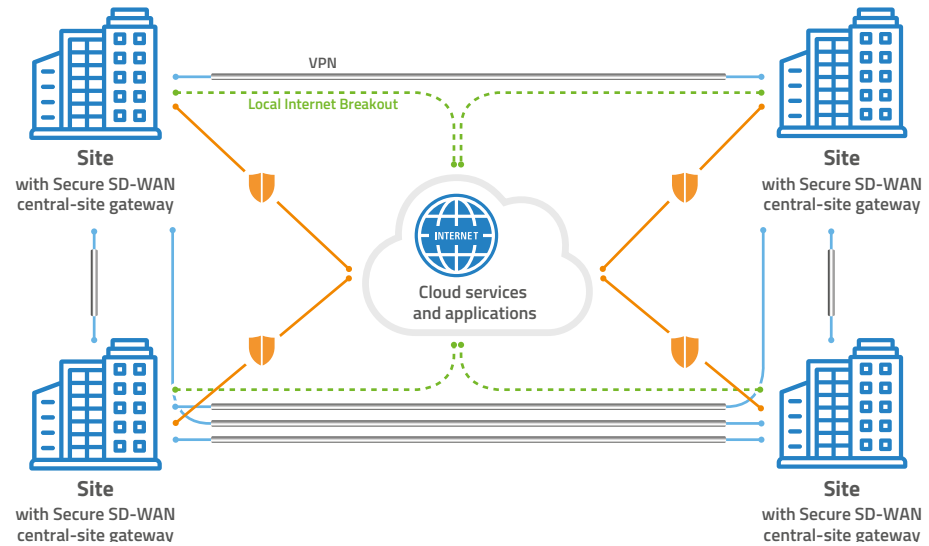 VPN
Local Internet Breakout
Site
with Secure SD-WAN
central-site gateway
Site
with Secure SD-WAN
central-site gateway
INTERNET
Cloud services
and applications
Site
with Secure SD-WAN
central-site gateway
Site
with Secure SD-WAN
central-site gateway